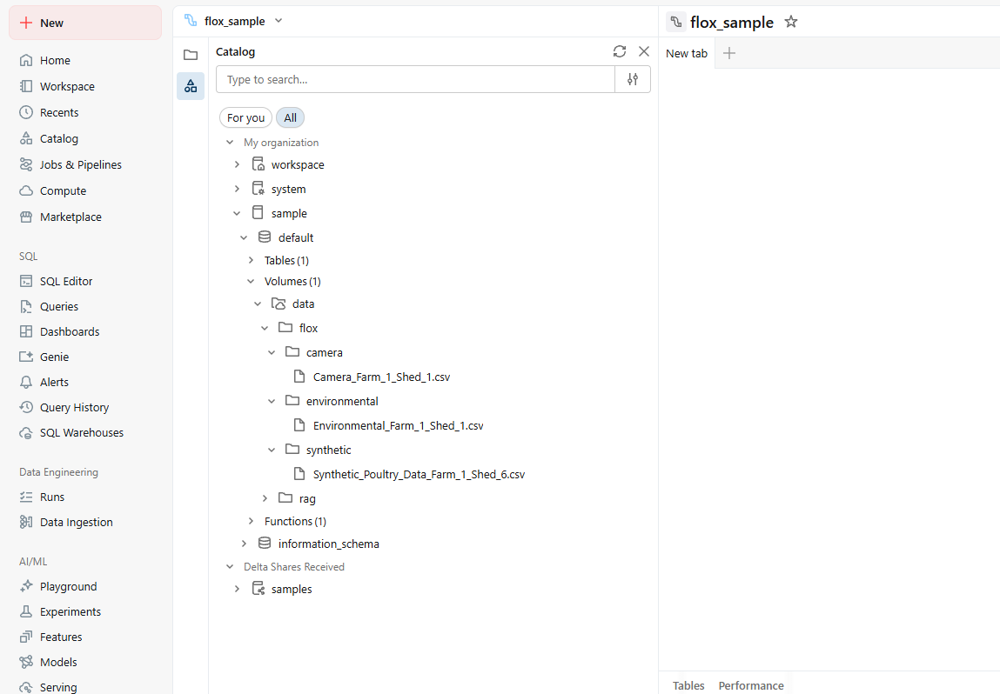 New
Home
Workspace
Recents
Catalog
Jobs & Pipelines
Compute
Marketplace
SQL
SQL Editor
Queries
Dashboards
Genie
Alerts
Query History
SQL Warehouses
Data Engineering
Runs
Data Ingestion
AI/ML
Playground
Experiments
Features
Models
Serving
flox_sample
Catalog
Type to search...
For you
All
My organization
workspace
system
sample
default
Tables (1)
Volumes (1)
data
flox
camera
Camera_Farm_1_Shed_1.csv
environmental
Environmental_Farm_1_Shed_1.csv
synthetic
Synthetic_Poultry_Data_Farm_1_Shed_6.csv
rag
Functions (1)
information_schema
Delta Shares Received
samples
flox_sample
New tab
Tables Performance